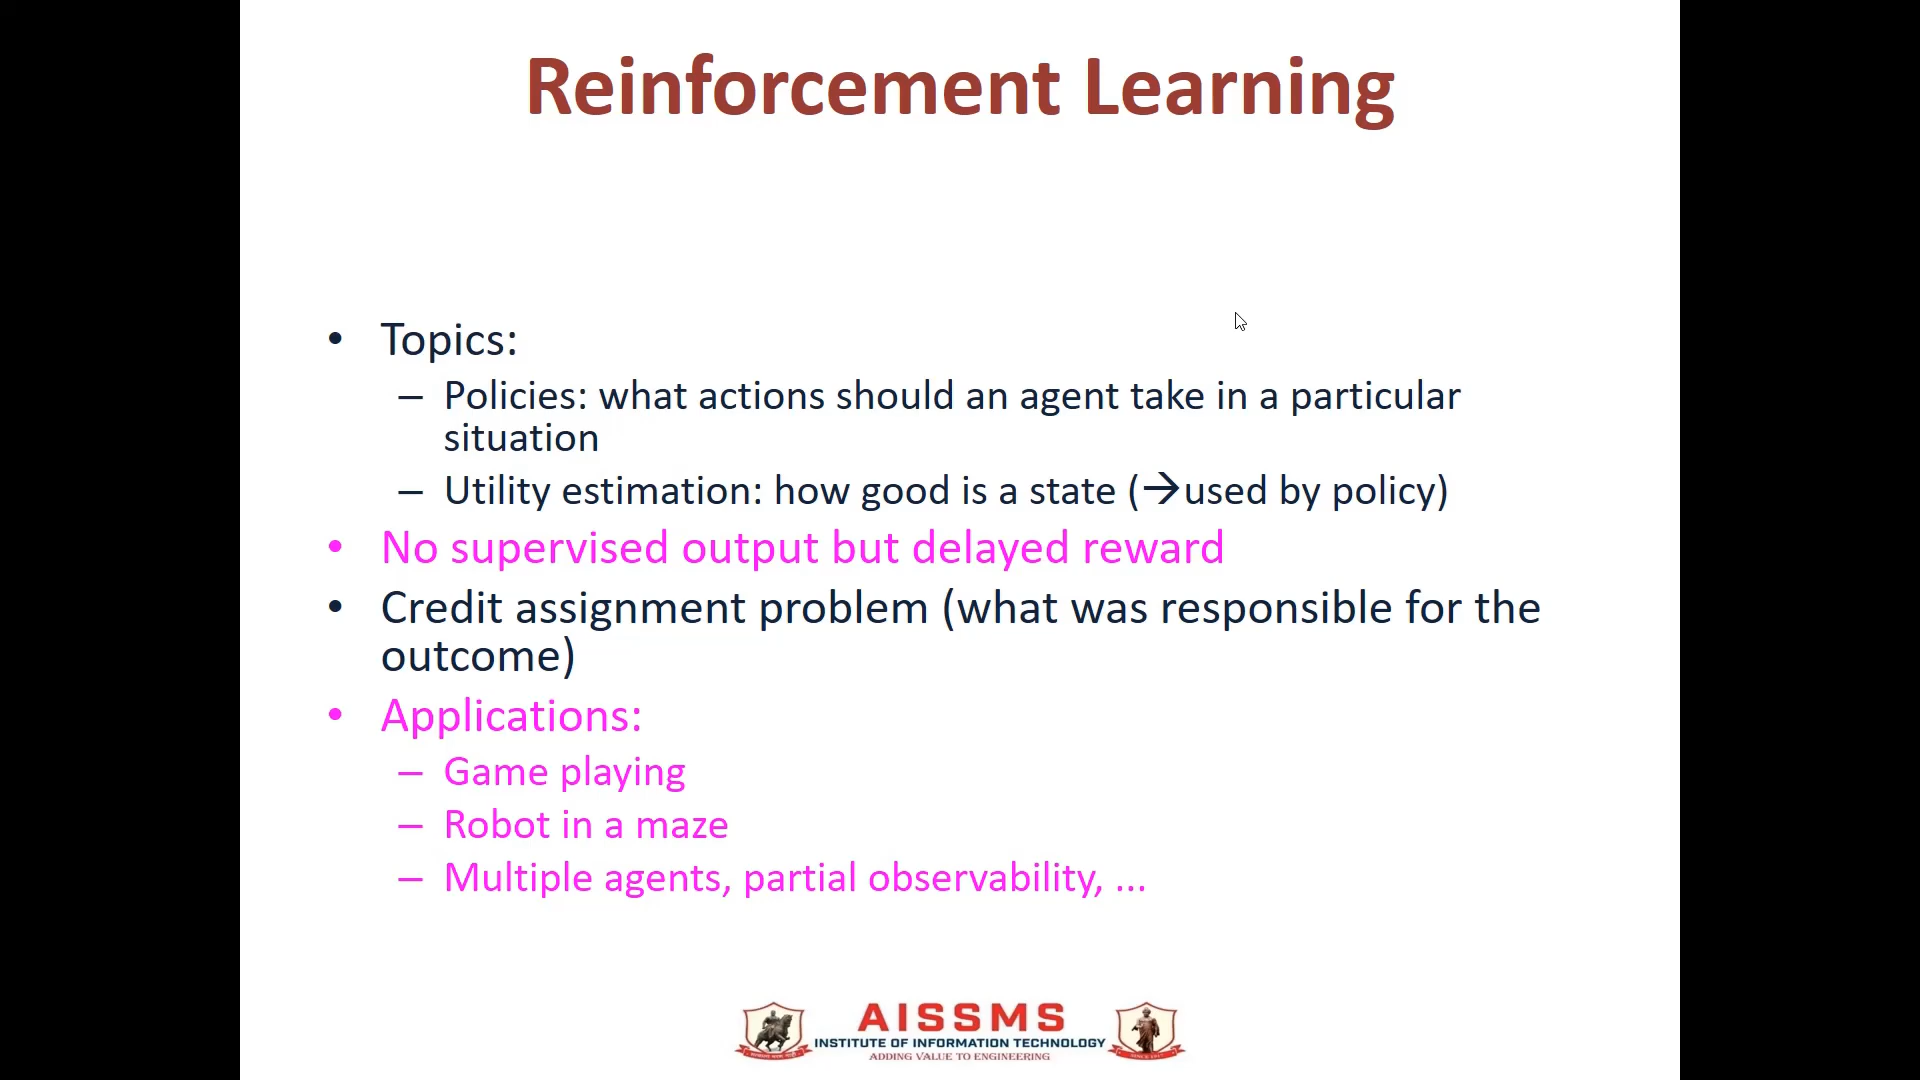 Reinforcement Learning
• Topics:
– Policies: what actions should an agent take in a particular
situation
– Utility estimation: how good is a state (→used by policy)
• No supervised output but delayed reward
• Credit assignment problem (what was responsible for the
outcome)
• Applications:
– Game playing
– Robot in a maze
– Multiple agents, partial observability, ...
AISSMS
INSTITUTE OF INFORMATION TECHNOLOGY
ADDING VALUE TO ENGINEERING